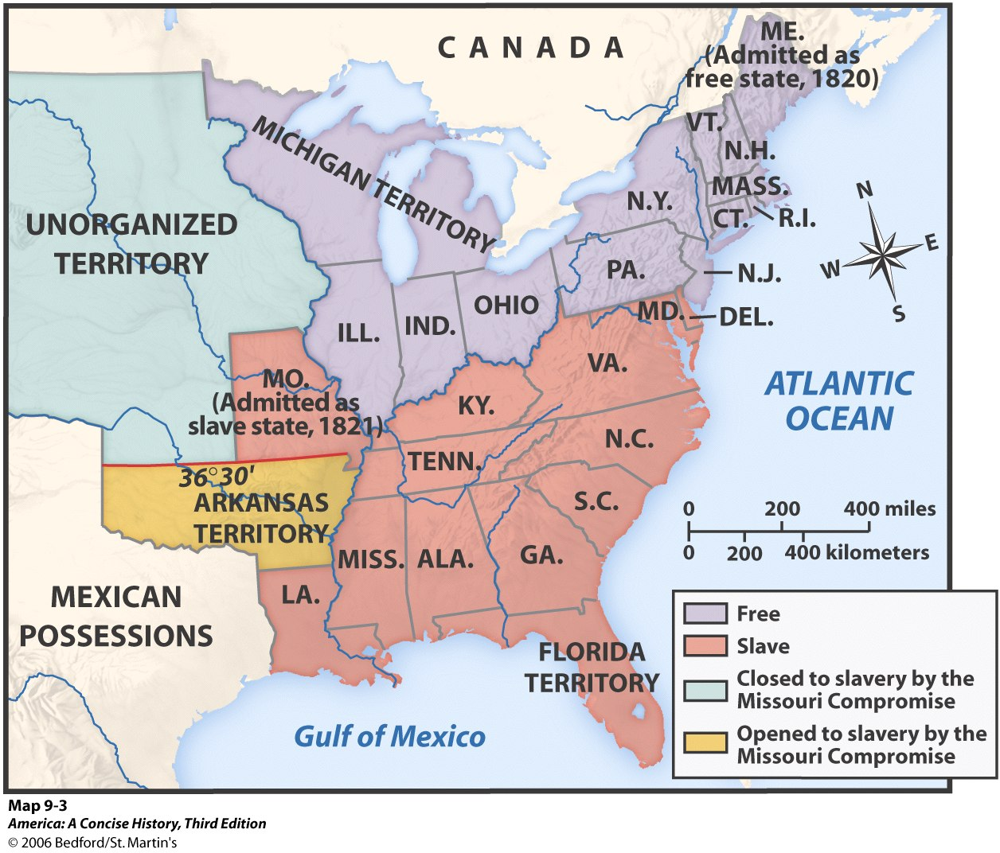 CANADA
ME.
(Admitted as
free state, 1820)
VT.
N.H.
MASS.
CT.
R.I.
MICHIGAN TERRITORY
N.Y.
UNORGANIZED
TERRITORY
PA.
N.J.
N
E
W
S
OHIO
ILL.
IND.
MD.
DEL.
VA.
MO.
(Admitted as
slave state, 1821)
KY.
ATLANTIC
OCEAN
N.C.
TENN.
36°30'
ARKANSAS
TERRITORY
S.C.
0 200 400 miles
0 200 400 kilometers
MISS.
ALA.
GA.
LA.
MEXICAN
POSSESSIONS
FLORIDA
TERRITORY
Gulf of Mexico
Free
Slave
Closed to slavery by the
Missouri Compromise
Opened to slavery by the
Missouri Compromise
Map 9-3
America: A Concise History, Third Edition
© 2006 Bedford/St. Martin's